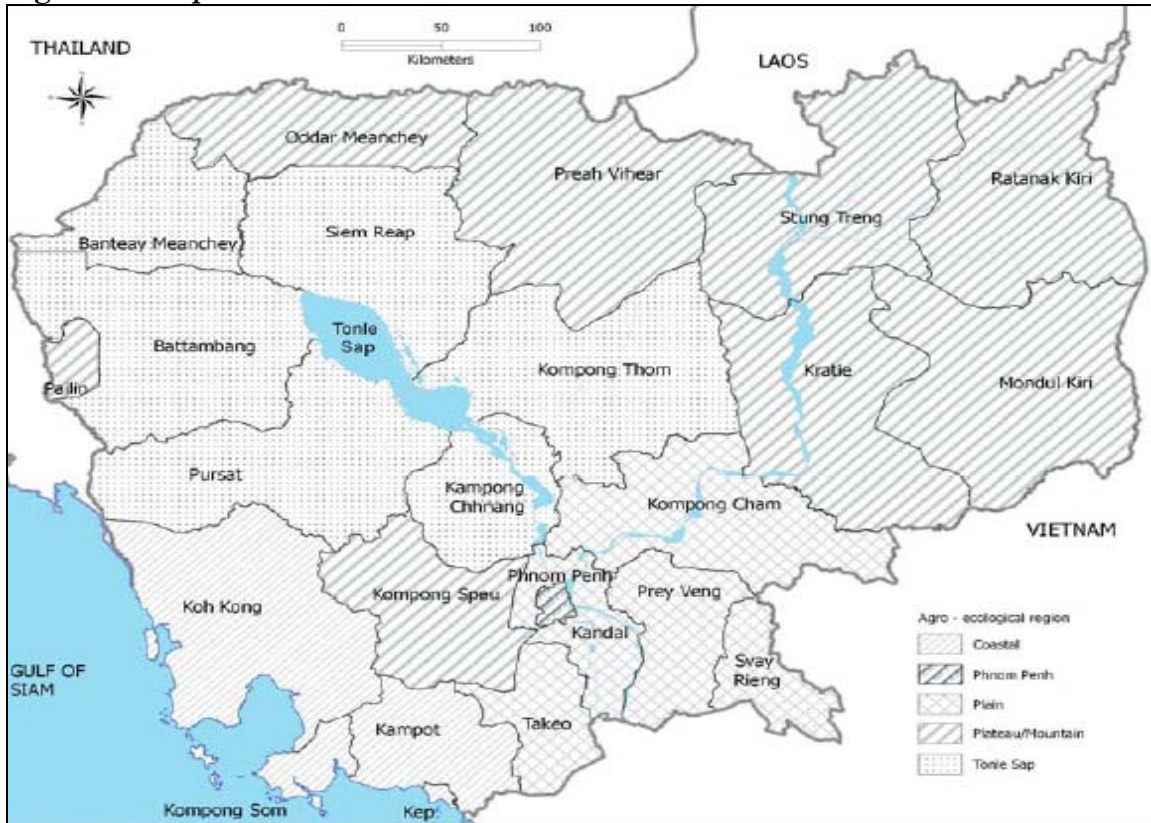 0 50 100
Kilometers
THAILAND
LAOS
Oddar Meanchey
Preah Vihear
Ratanak Kiri
Stung Treng
Siem Reap
Banteay Meanchey
Tonle
Sap
Battambang
Kompong Thom
Kratie
Mondul Kiri
Pailin
Pursat
Kampong
Chhnang
Kompong Cham
VIETNAM
Phnom Penh
Kompong Speu
Prey Veng
Koh Kong
Kandal
Svay
Rieng
GULF OF
SIAM
Takeo
Kampot
Kompong Som
Kep
Agro - ecological region
Coastal
Phnom Penh
Plain
Plateau/Mountain
Tonle Sap